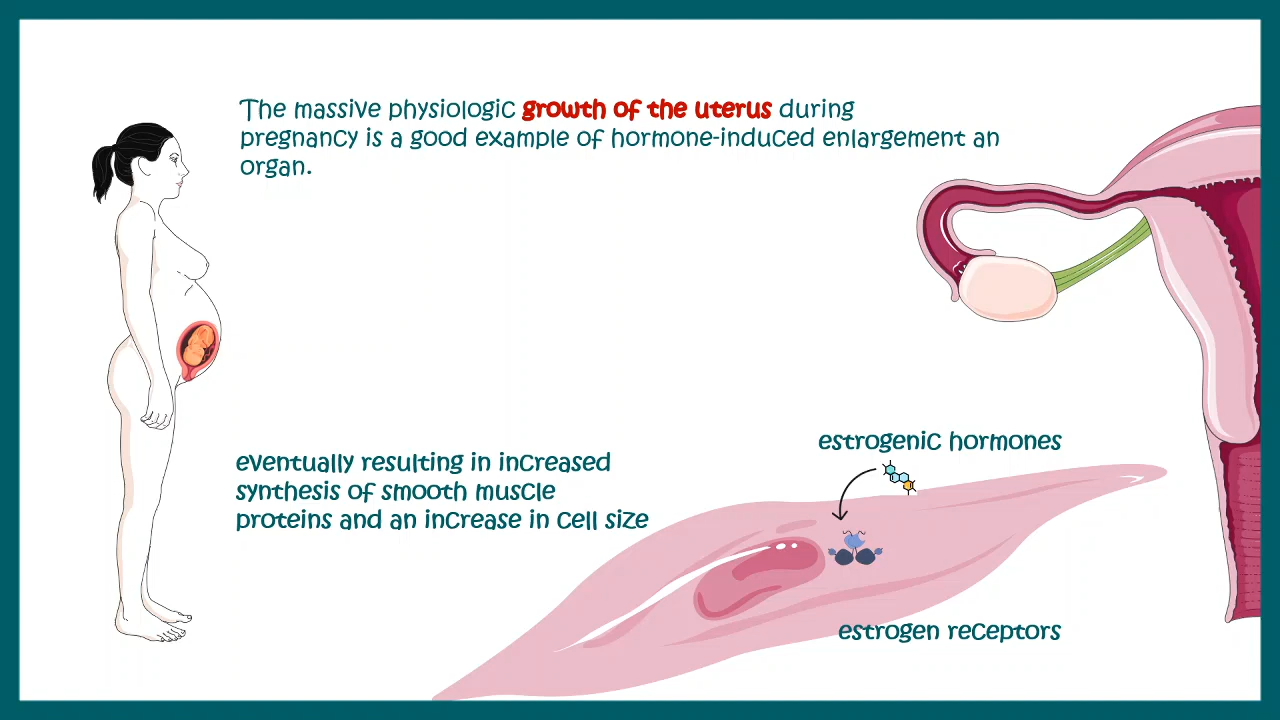 The massive physiologic growth of the uterus during
pregnancy is a good example of hormone-induced enlargement an
organ.
estrogenic hormones
eventually resulting in increased
synthesis of smooth muscle
proteins and an increase in cell size
estrogen receptors